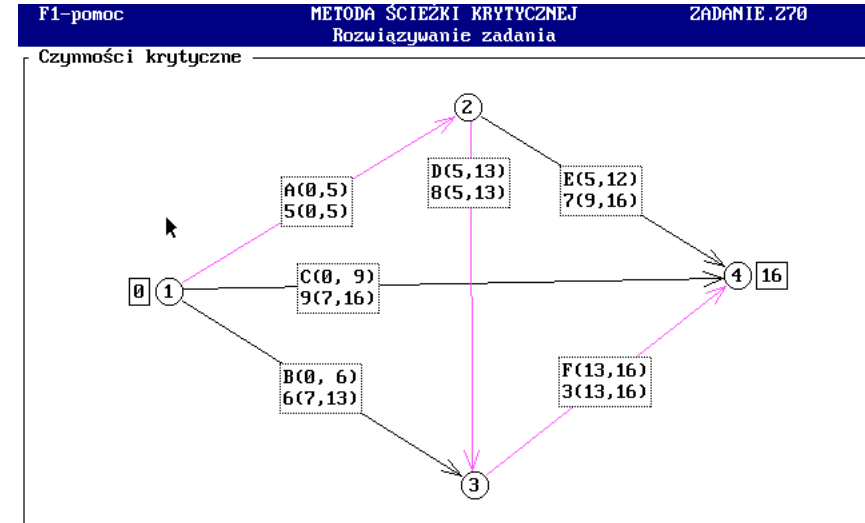 F1-pomoc METODA ŚCIEŻKI KRYTYCZNEJ ZADANIE.Z70
Rozwiązywanie zadania
Czynności krytyczne
2
D(5,13)
8(5,13)
E(5,12)
7(9,16)
A(0,5)
5(0,5)
C(0, 9)
9(7,16)
0 1
4 16
B(0, 6)
6(7,13)
F(13,16)
3(13,16)
3